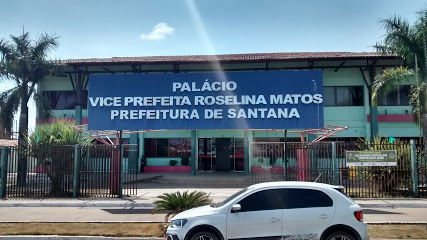 PALÁCIO
VICE PREFEITA ROSELINA MATOS
PREFEITURA DE SANTANA